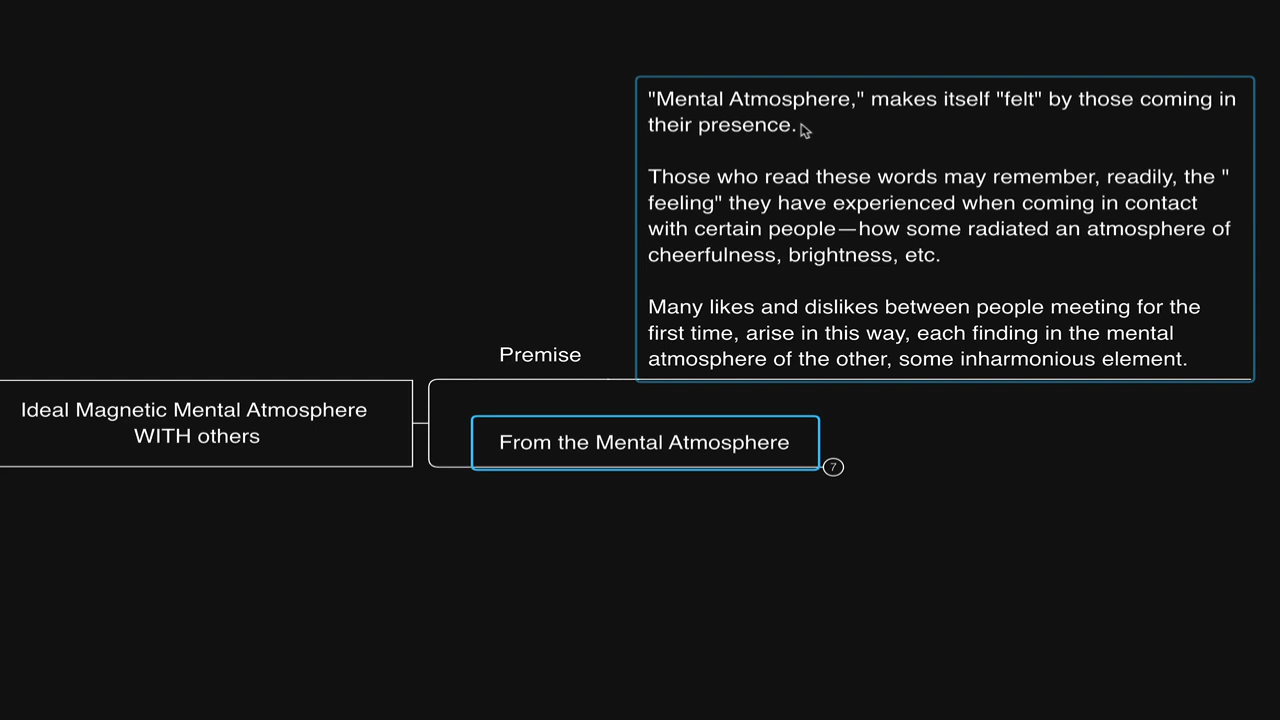 "Mental Atmosphere," makes itself "felt" by those coming in
their presence.
Those who read these words may remember, readily, the "
feeling" they have experienced when coming in contact
with certain people—how some radiated an atmosphere of
cheerfulness, brightness, etc.
Many likes and dislikes between people meeting for the
first time, arise in this way, each finding in the mental
atmosphere of the other, some inharmonious element.
Premise
Ideal Magnetic Mental Atmosphere
WITH others
From the Mental Atmosphere
7